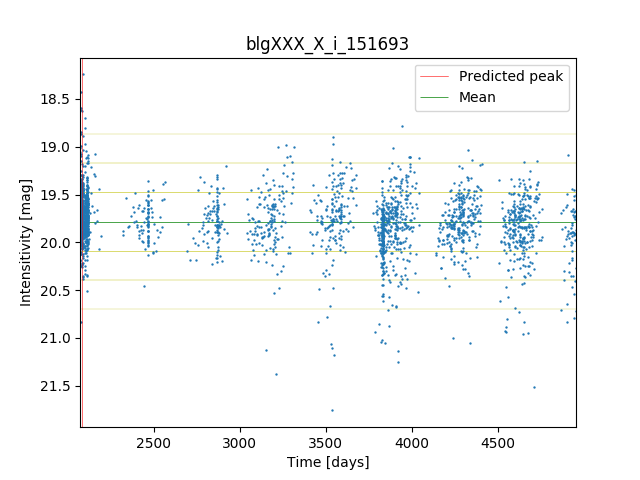 blgXXX_X_i_151693
Predicted peak
Mean
Intensitivity [mag]
18.5
19.0
19.5
20.0
20.5
21.0
21.5
2500
3000
3500
4000
4500
Time [days]